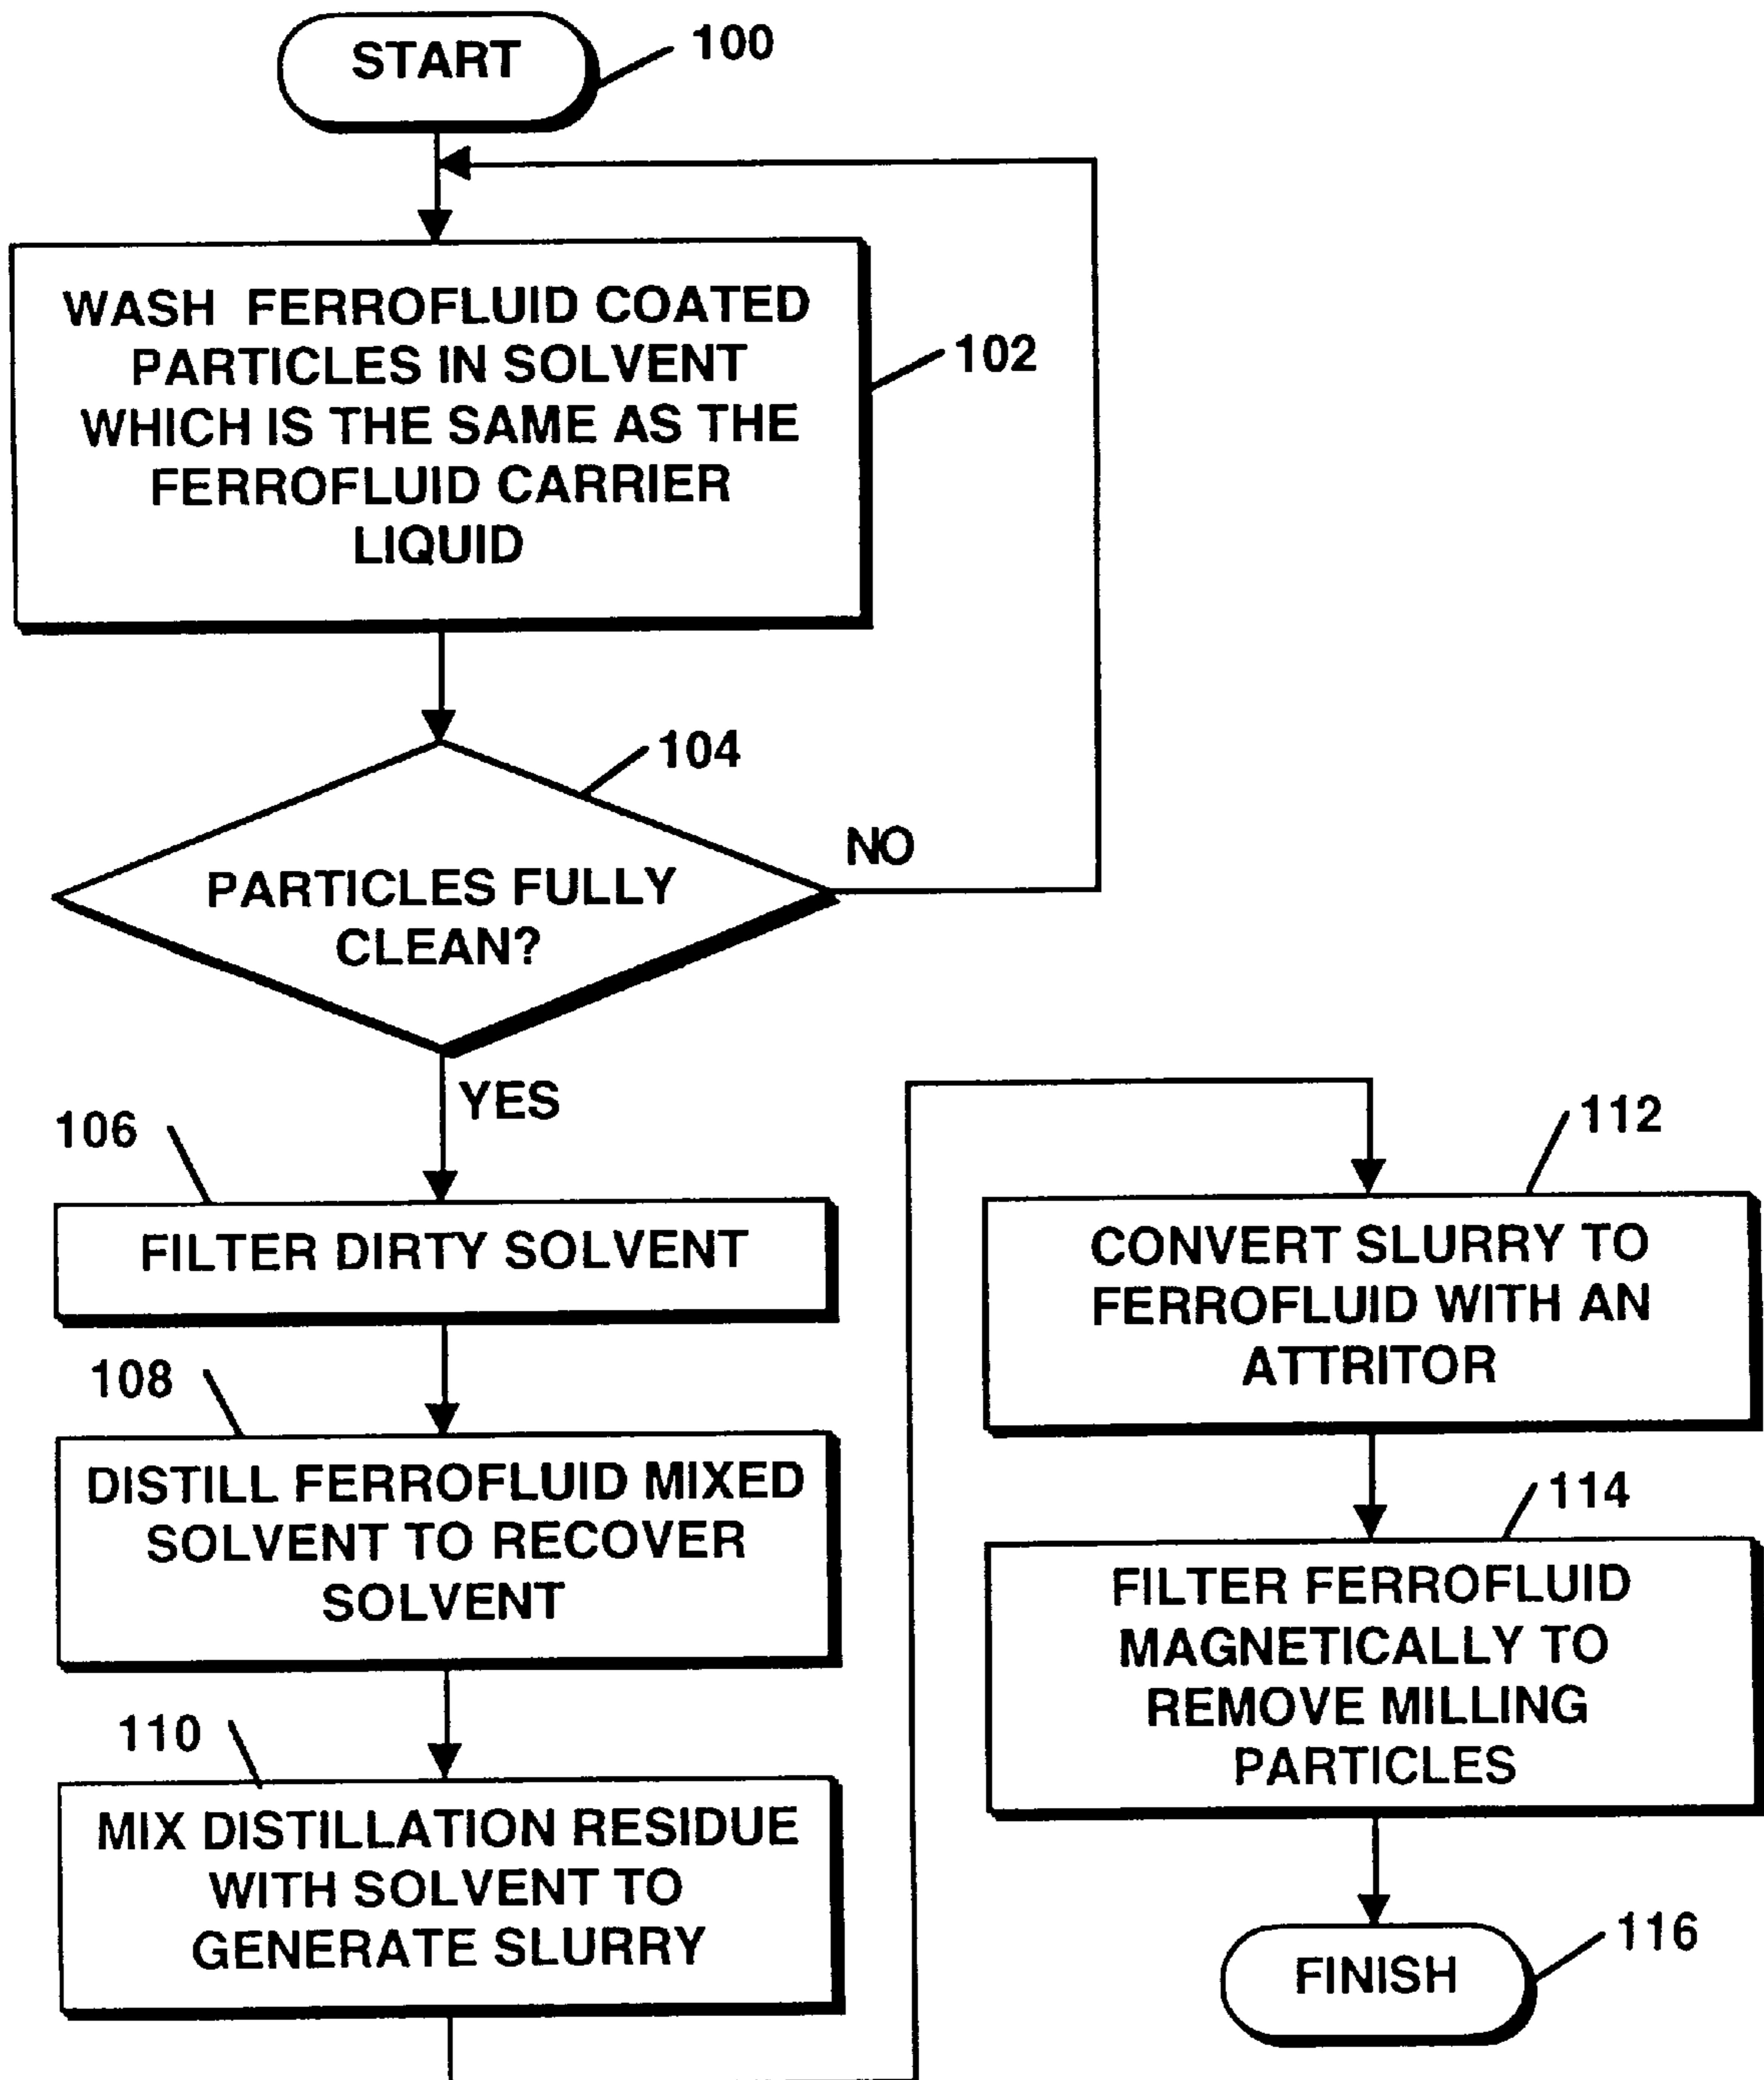 START
100
WASH FERROFLUID COATED
PARTICLES IN SOLVENT
WHICH IS THE SAME AS THE
FERROFLUID CARRIER
LIQUID
102
104
PARTICLES FULLY
CLEAN?
NO
YES
106
FILTER DIRTY SOLVENT
108
DISTILL FERROFLUID MIXED
SOLVENT TO RECOVER
SOLVENT
110
MIX DISTILLATION RESIDUE
WITH SOLVENT TO
GENERATE SLURRY
112
CONVERT SLURRY TO
FERROFLUID WITH AN
ATTRITOR
114
FILTER FERROFLUID
MAGNETICALLY TO
REMOVE MILLING
PARTICLES
FINISH
116